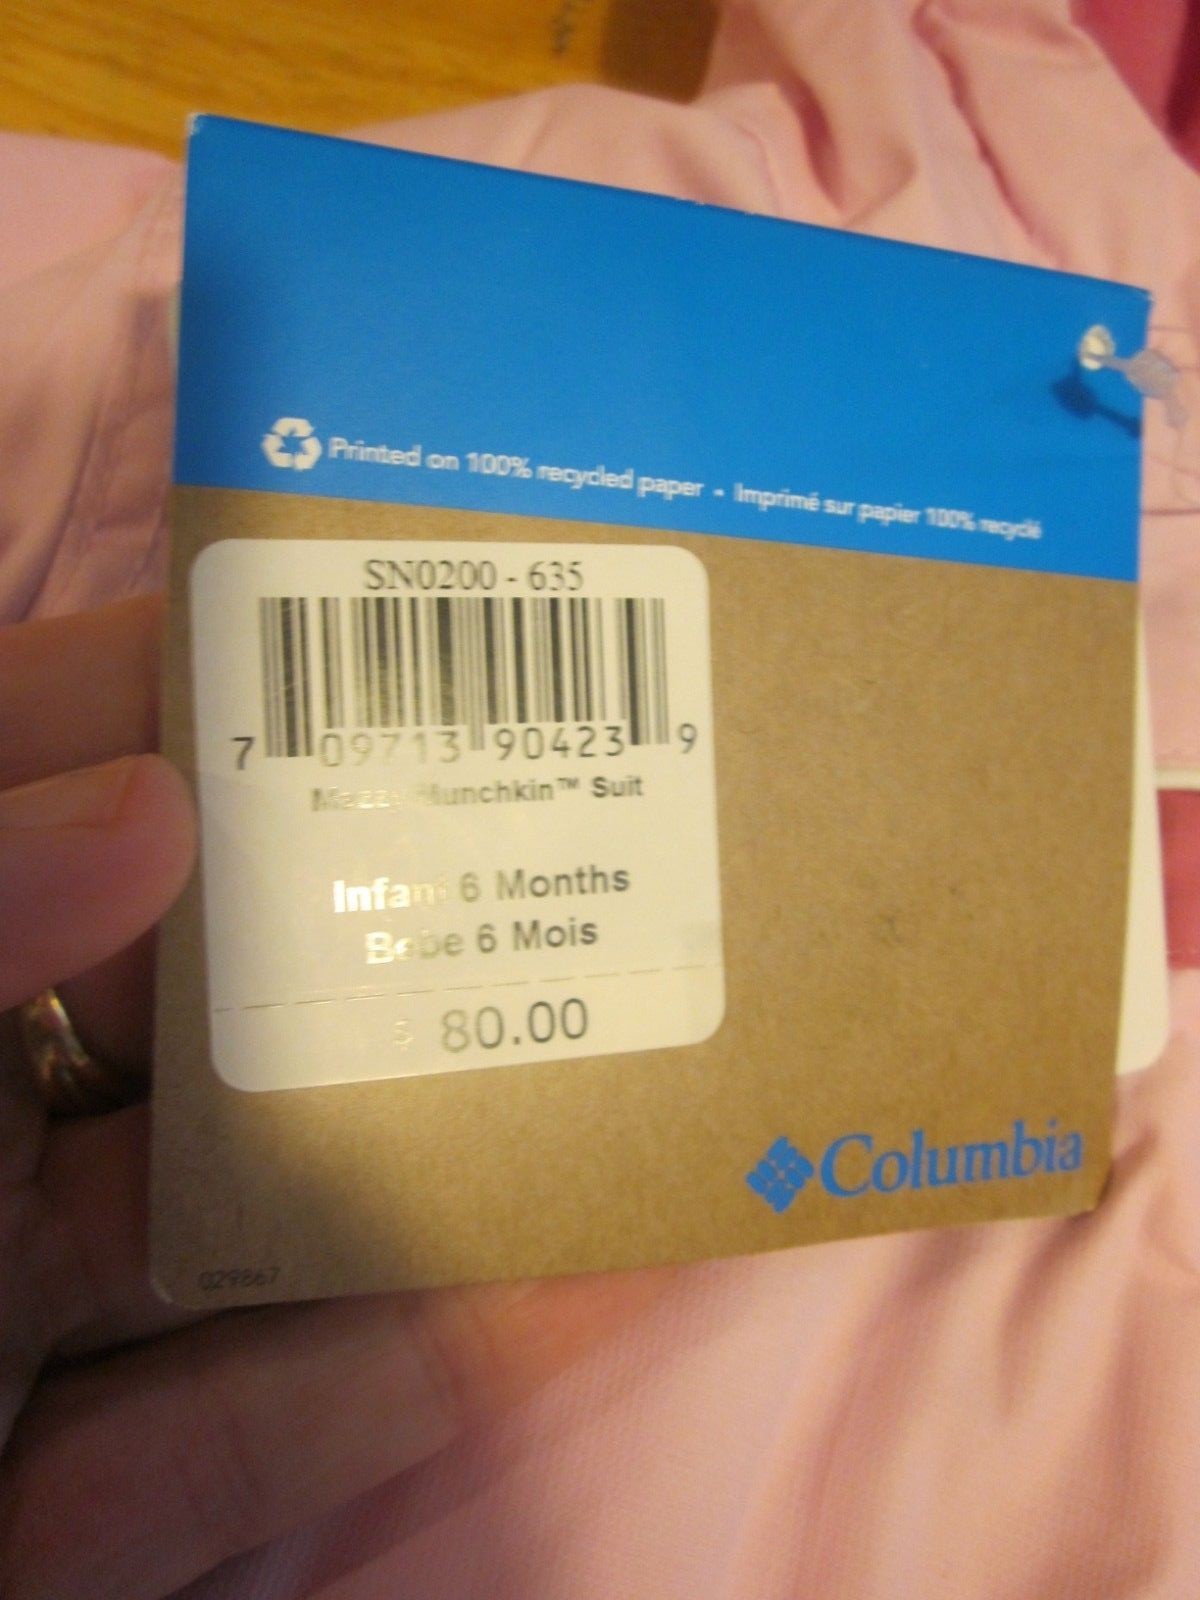 Printed on 100% recycled paper • Imprimé sur papier 100% recyclé
SN0200 - 635
7 09713 90423 9
Munchkin™ Suit
Infant 6 Months
Bebe 6 Mois
$ 80.00
Columbia
029867